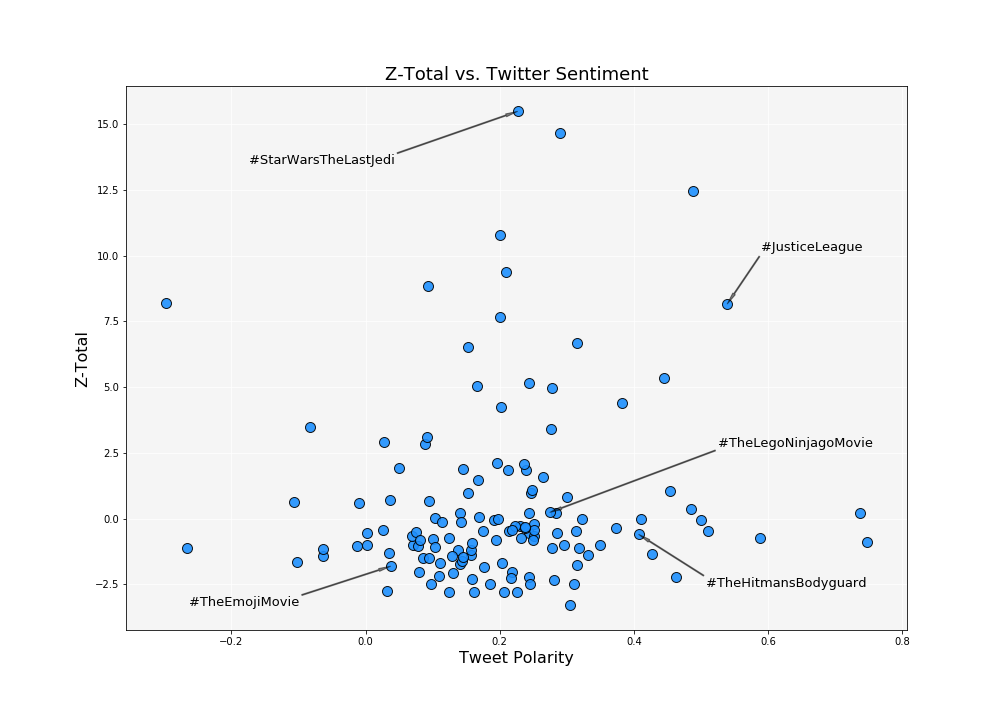 Z-Total vs. Twitter Sentiment
15.0
#StarWarsTheLastJedi
12.5
#JusticeLeague
10.0
7.5
Z-Total
5.0
#TheLegoNinjagoMovie
2.5
0.0
#TheHitmansBodyguard
−2.5
#TheEmojiMovie
−0.2
0.0
0.2
0.4
0.6
0.8
Tweet Polarity